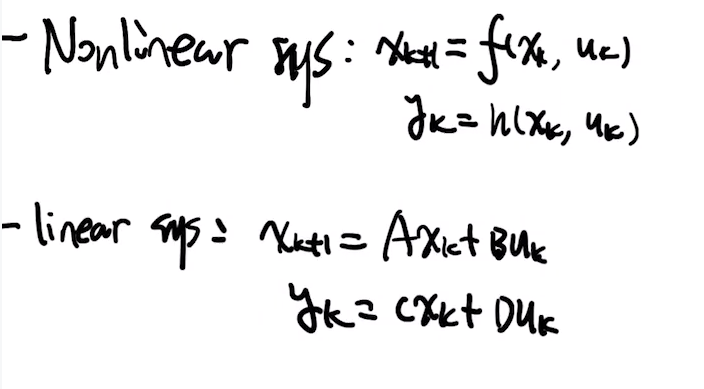 - Nonlinear sys: x_{k+1} = f(x_k, u_k)
y_k = h(x_k, u_k)
- linear sys: x_{k+1} = Ax_k + Bu_k
y_k = Cx_k + Du_k